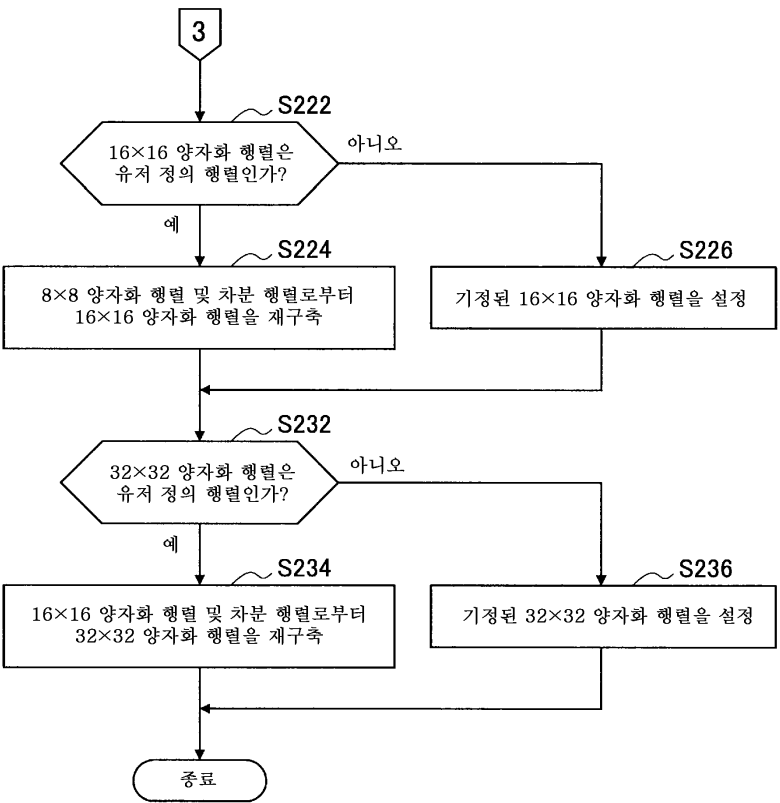 3
S222
16×16 양자화 행렬은
유저 정의 행렬인가?
아니오
예
S224
8×8 양자화 행렬 및 차분 행렬로부터
16×16 양자화 행렬을 재구축
S226
기정된 16×16 양자화 행렬을 설정
S232
32×32 양자화 행렬은
유저 정의 행렬인가?
아니오
예
S234
16×16 양자화 행렬 및 차분 행렬로부터
32×32 양자화 행렬을 재구축
S236
기정된 32×32 양자화 행렬을 설정
종료